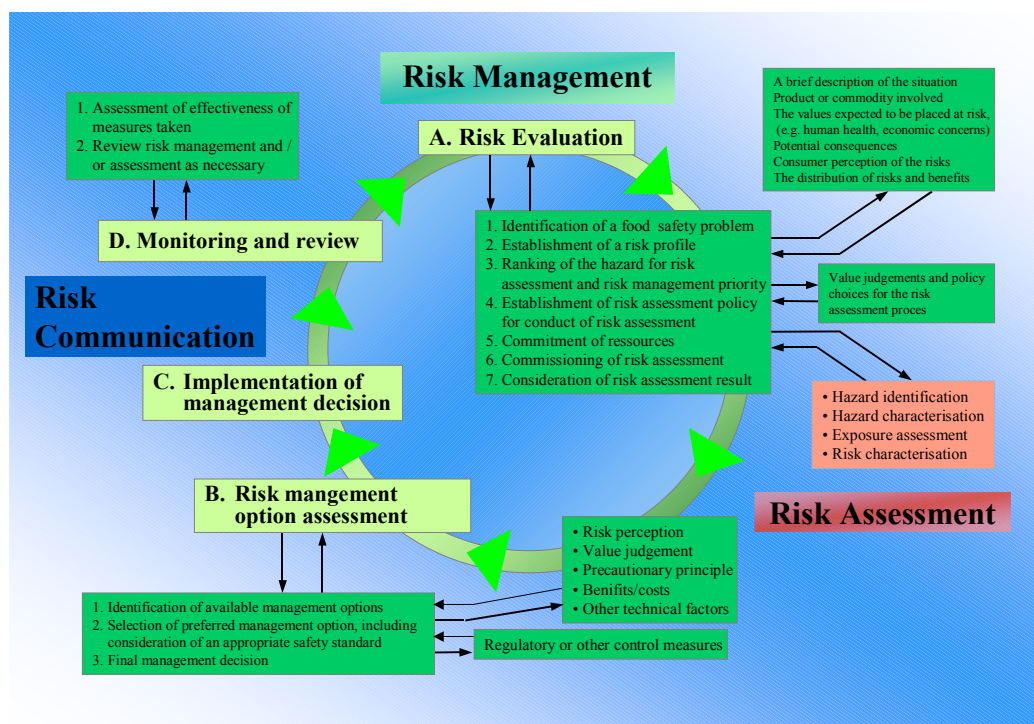 Risk Management
A. Risk Evaluation
1. Identification of a food safety problem
2. Establishment of a risk profile
3. Ranking of the hazard for risk
assessment and risk management priority
4. Establishment of risk assessment policy
for conduct of risk assessment
5. Commitment of ressources
6. Commissioning of risk assessment
7. Consideration of risk assessment result
A brief description of the situation
Product or commodity involved
The values expected to be placed at risk,
(e.g. human health, economic concerns)
Potential consequences
Consumer perception of the risks
The distribution of risks and benefits
Value judgements and policy
choices for the risk
assessment proces
• Hazard identification
• Hazard characterisation
• Exposure assessment
• Risk characterisation
Risk Assessment
1. Assessment of effectiveness of
measures taken
2. Review risk management and /
or assessment as necessary
D. Monitoring and review
Risk
Communication
C. Implementation of
management decision
B. Risk mangement
option assessment
1. Identification of available management options
2. Selection of preferred management option, including
consideration of an appropriate safety standard
3. Final management decision
• Risk perception
• Value judgement
• Precautionary principle
• Benifits/costs
• Other technical factors
Regulatory or other control measures